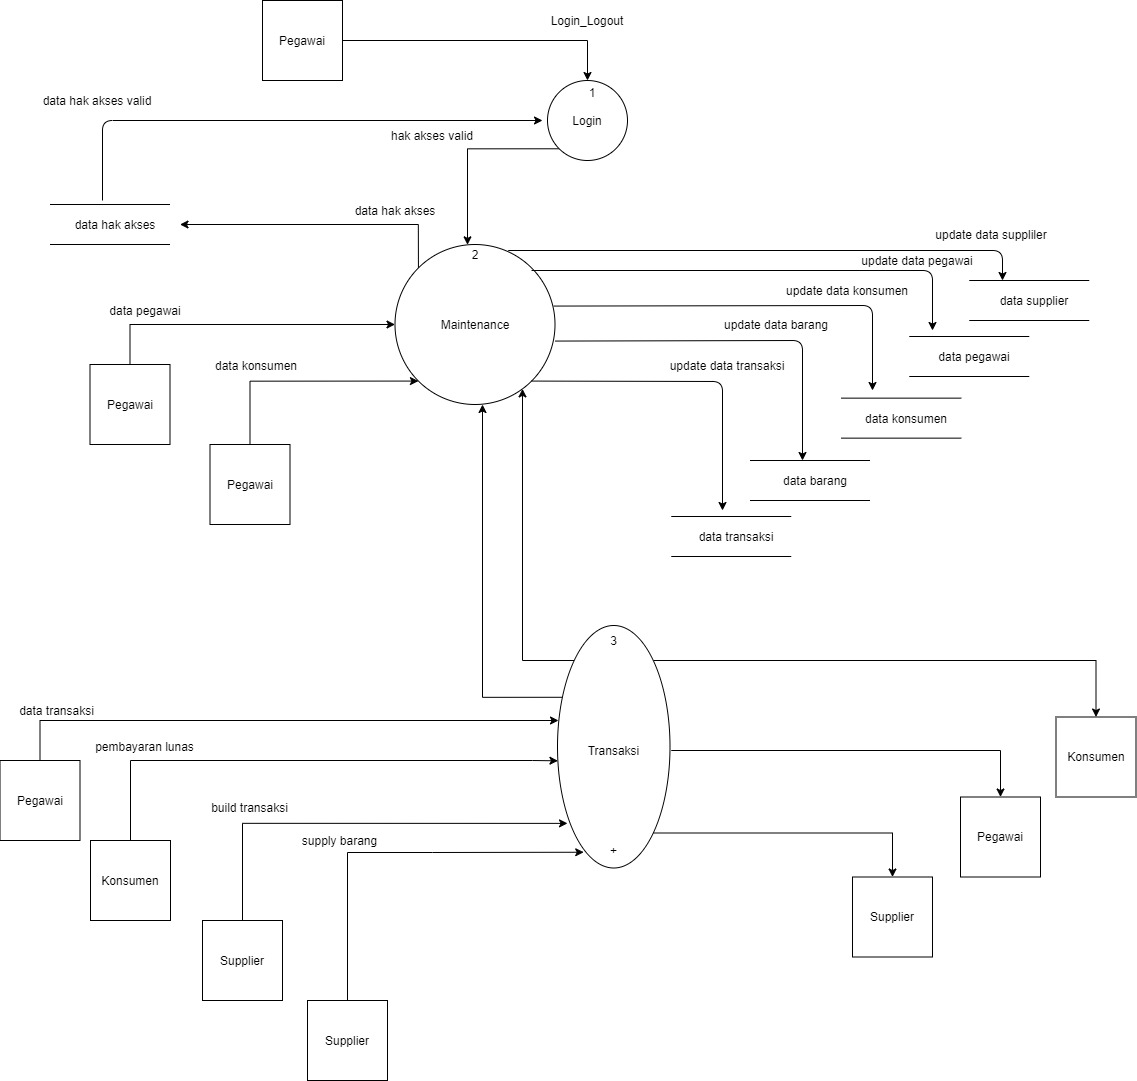 Login_Logout
Pegawai
1
Login
data hak akses valid
hak akses valid
data hak akses
data hak akses
2
Maintenance
update data suppliler
update data pegawai
data supplier
update data konsumen
data pegawai
update data barang
data pegawai
update data transaksi
data konsumen
Pegawai
data konsumen
Pegawai
data barang
data transaksi
3
Transaksi
+
data transaksi
pembayaran lunas
Pegawai
build transaksi
supply barang
Konsumen
Supplier
Supplier
Konsumen
Pegawai
Supplier